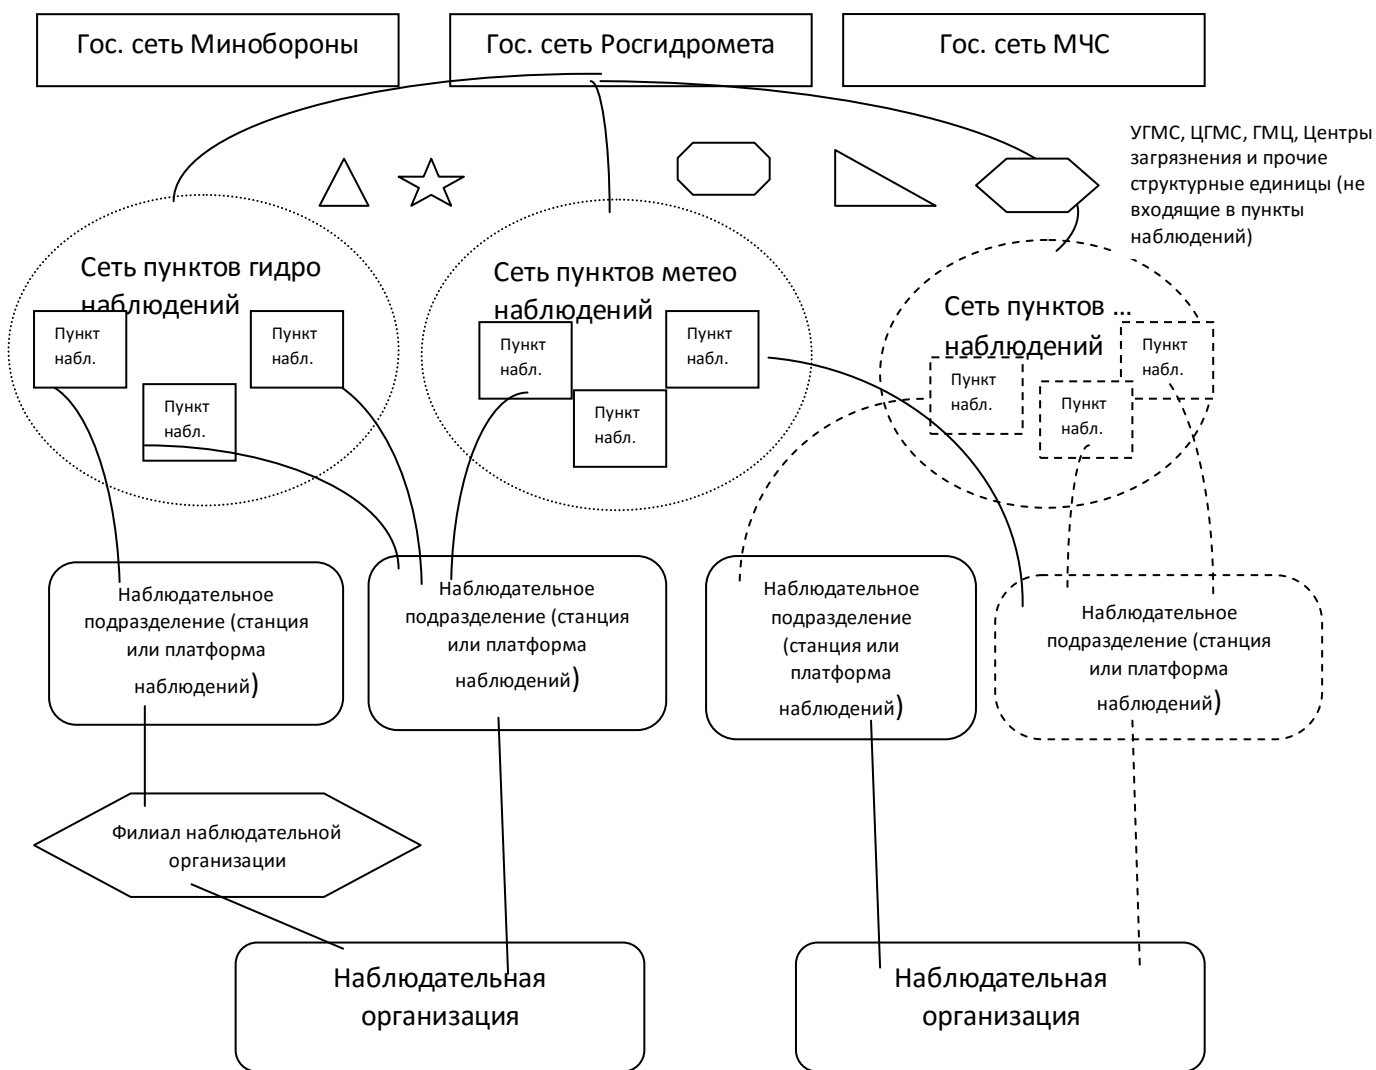 Гос. сеть Минобороны
Гос. сеть Росгидромета
Гос. сеть МЧС
УГМС, ЦГМС, ГМЦ, Центры
загрязнения и прочие
структурные единицы (не
входящие в пункты
наблюдений)
Сеть пунктов гидро
наблюдений
Пункт
набл.
Пункт
набл.
Пункт
набл.
Сеть пунктов метео
наблюдений
Пункт
набл.
Пункт
набл.
Пункт
набл.
Сеть пунктов ...
наблюдений
Пункт
набл.
Пункт
набл.
Пункт
набл.
Наблюдательное
подразделение (станция
или платформа
наблюдений)
Наблюдательное
подразделение (станция
или платформа
наблюдений)
Наблюдательное
подразделение
(станция или
платформа
наблюдений)
Наблюдательное
подразделение (станция
или платформа
наблюдений)
Филиал наблюдательной
организации
Наблюдательная
организация
Наблюдательная
организация